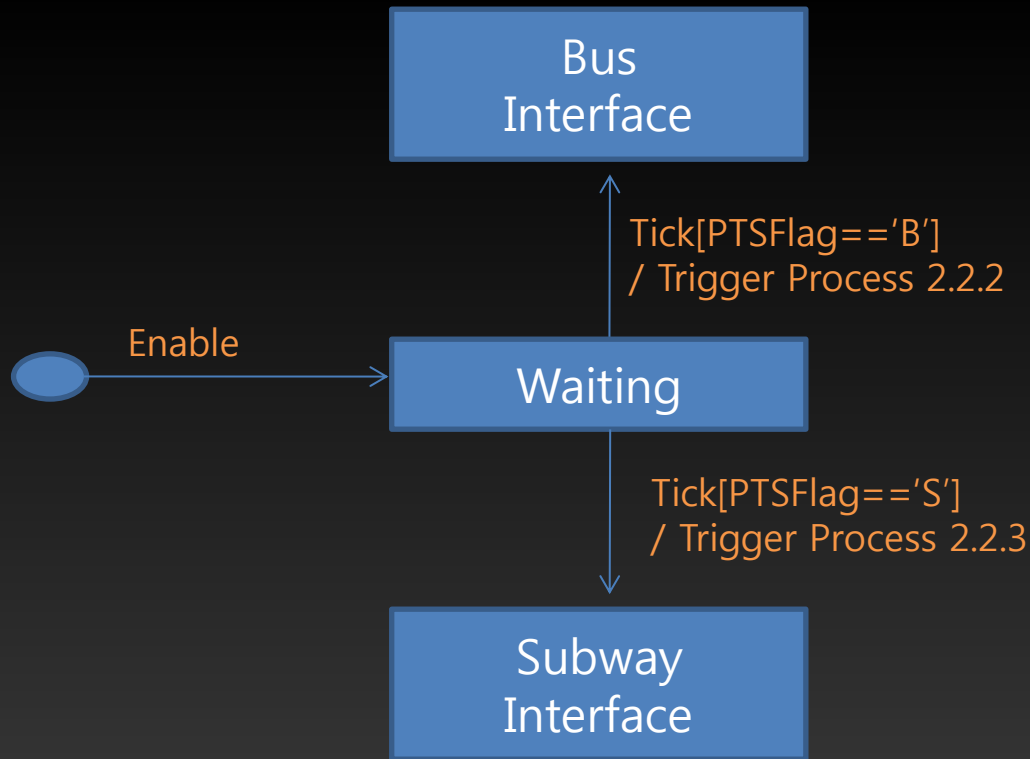 Bus
Interface
Tick[PTSFlag==‘B’]
/ Trigger Process 2.2.2
Enable
Waiting
Tick[PTSFlag==‘S’]
/ Trigger Process 2.2.3
Subway
Interface